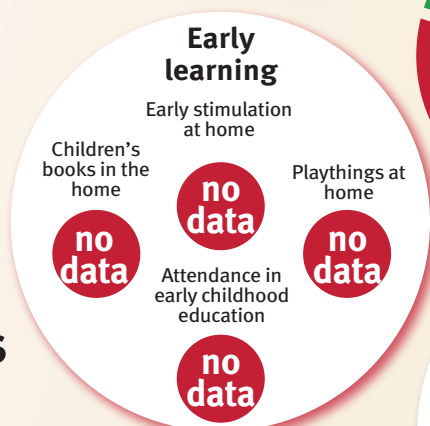 Early
learning
Early stimulation
at home
Children's
books in the
home
Playthings at
home
no
data
no
data
no
data
Attendance in
early childhood
education
no
data
s